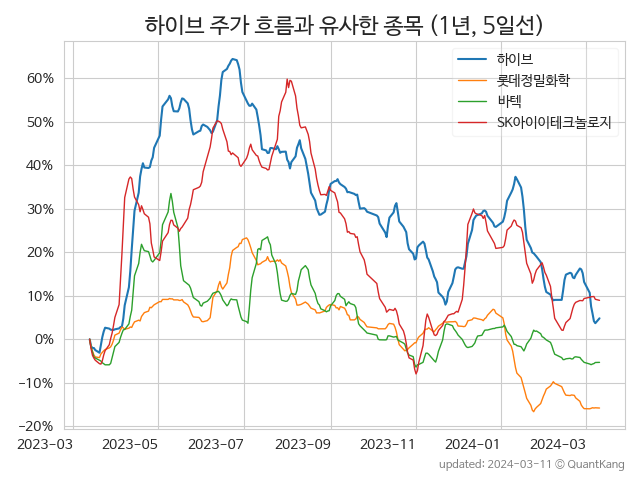 하이브 주가 흐름과 유사한 종목 (1년, 5일선)
하이브
롯데정밀화학
바텍
SK아이이테크놀로지
60%
50%
40%
30%
20%
10%
0%
−10%
−20%
2023-03 2023-05 2023-07 2023-09 2023-11 2024-01 2024-03
updated: 2024-03-11 © QuantKang